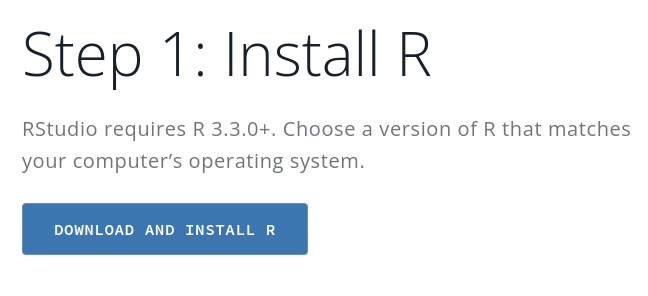 Step 1: Install R
RStudio requires R 3.3.0+. Choose a version of R that matches
your computer’s operating system.
DOWNLOAD AND INSTALL R